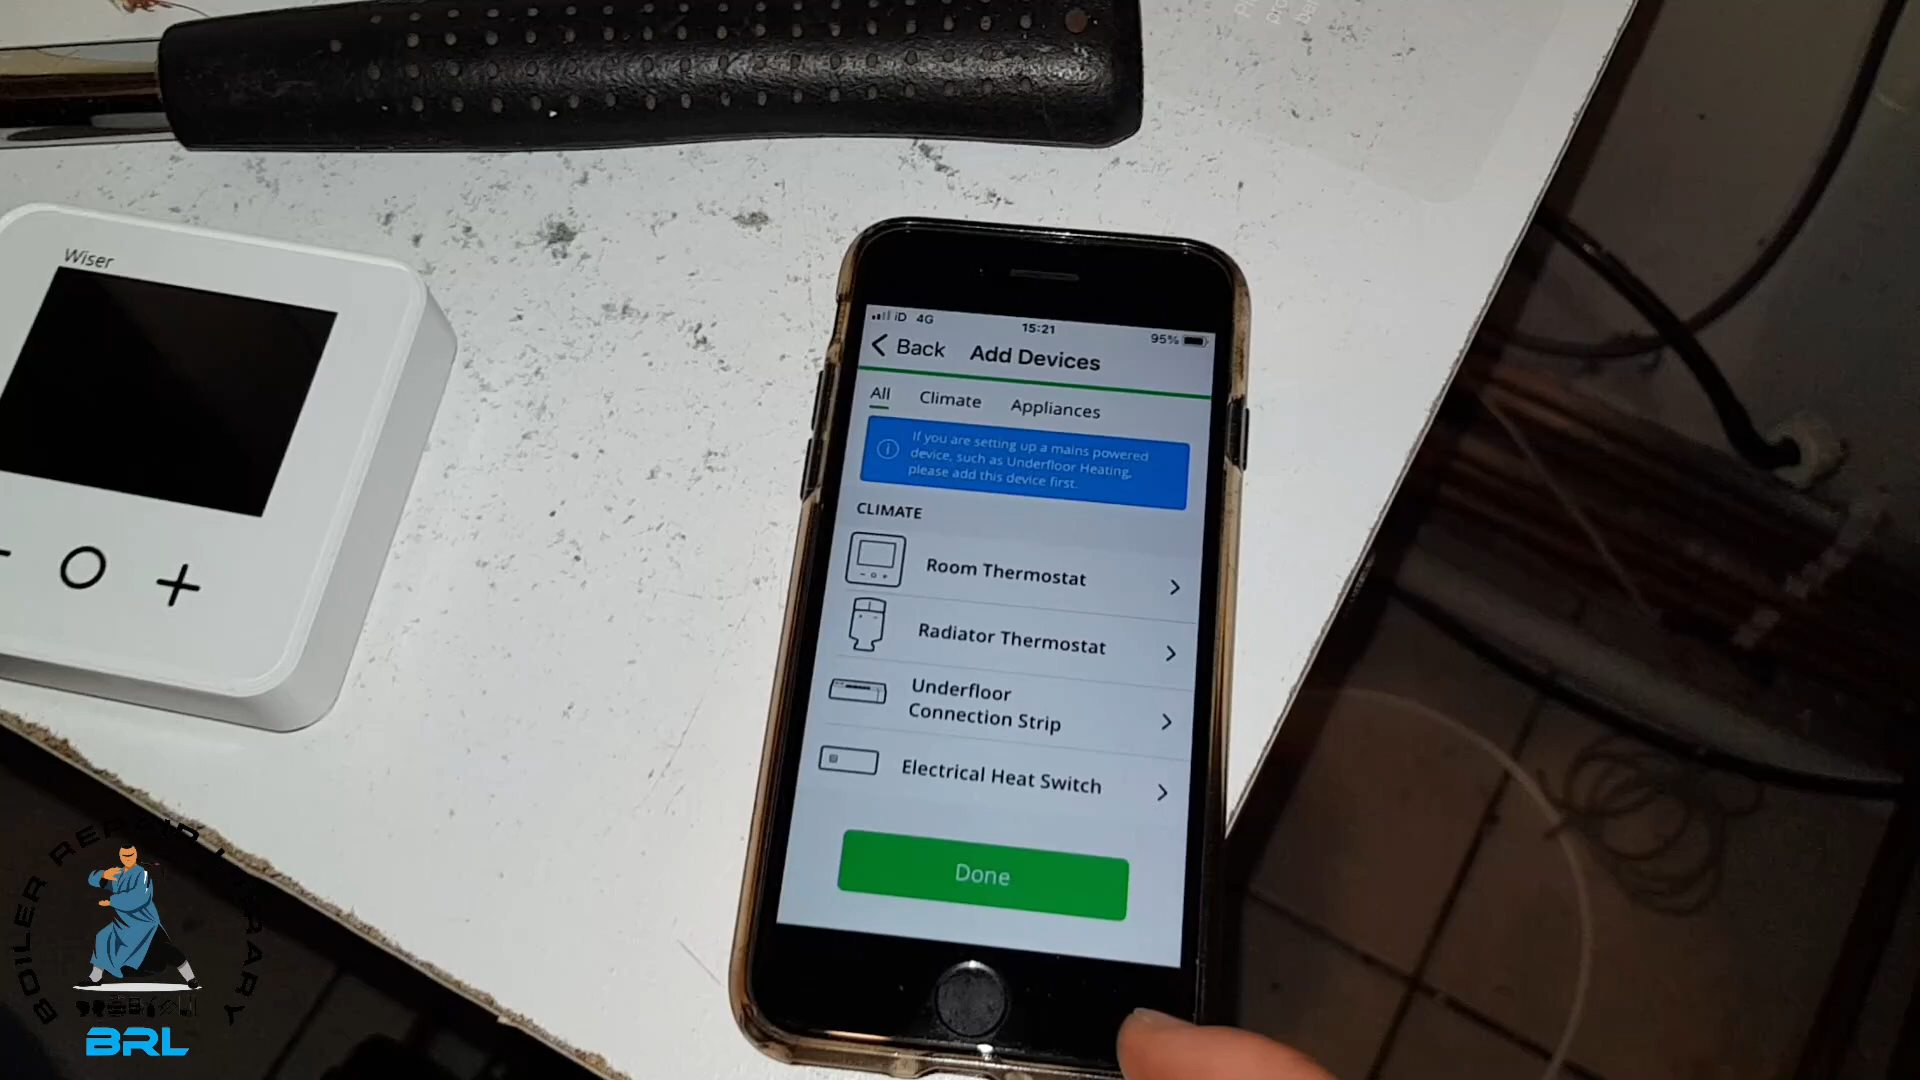 Wiser
iD 4G
15:21
95%
Back
Add Devices
All
Climate
Appliances
If you are setting up a mains powered
device, such as Underfloor Heating,
please add this device first.
CLIMATE
Room Thermostat
Radiator Thermostat
Underfloor
Connection Strip
Electrical Heat Switch
Done
BOILER REPAIR LIBRARY
BRL